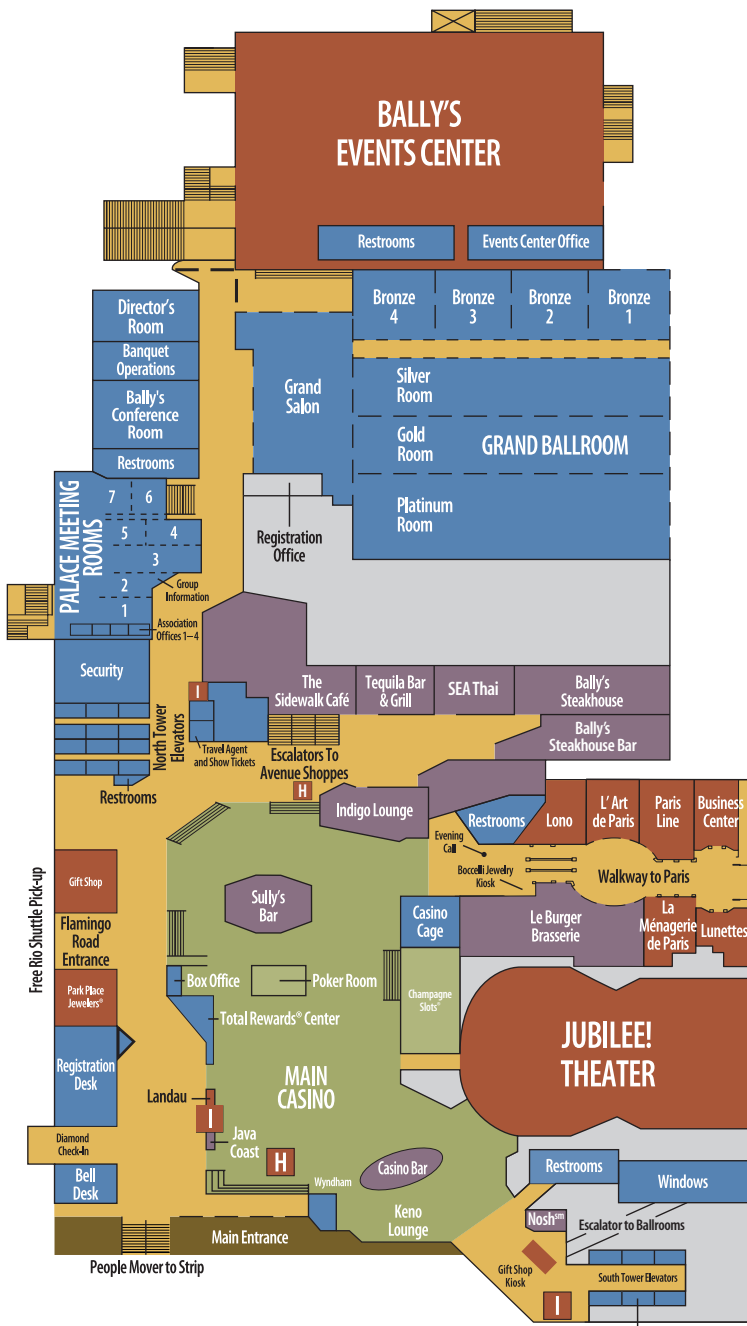 BALLY'S
EVENTS CENTER
Restrooms
Events Center Office
Director's
Room
Banquet
Operations
Bally's
Conference
Room
Restrooms
Bronze
4
Bronze
3
Bronze
2
Bronze
1
Grand
Salon
Silver
Room
Gold
Room
GRAND BALLROOM
Platinum
Room
Registration
Office
PALACE MEETING
ROOMS
7
6
5
4
3
2
1
Group
Information
Association
Offices 1–4
Security
North Tower
Elevators
I
Travel Agent
and Show Tickets
The
Sidewalk Café
Tequila Bar
& Grill
SEA Thai
Bally's
Steakhouse
Bally's
Steakhouse Bar
Escalators To
Avenue Shoppes
Restrooms
H
Indigo Lounge
Restrooms
Lono
L' Art
de Paris
Paris
Line
Business
Center
Evening
Call
Boccelli Jewelry
Kiosk
Walkway to Paris
Gift Shop
Sully's
Bar
Casino
Cage
Le Burger
Brasserie
La
Ménagerie
de Paris
Lunettes
Free Rio Shuttle Pick-up
Flamingo
Road
Entrance
Park Place
Jewelers®
Box Office
Poker Room
Champagne
Slots®
Total Rewards® Center
Registration
Desk
JUBILEE!
THEATER
MAIN
CASINO
Landau
I
Java
Coast
Diamond
Check-In
H
Casino Bar
Bell
Desk
Wyndham
Keno
Lounge
Restrooms
Windows
Nosh℠
Escalator to Ballrooms
Main Entrance
People Mover to Strip
Gift Shop
Kiosk
South Tower Elevators
I